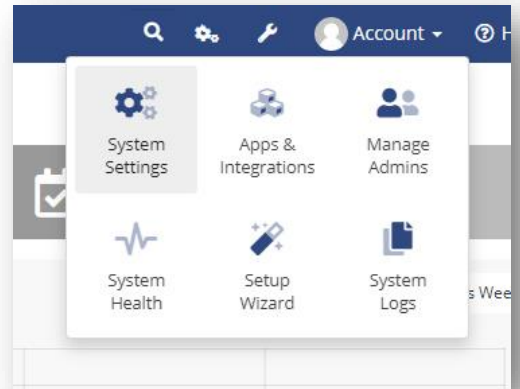 Account
H
System
Settings
Apps &
Integrations
Manage
Admins
System
Health
Setup
Wizard
System
Logs
s Wee